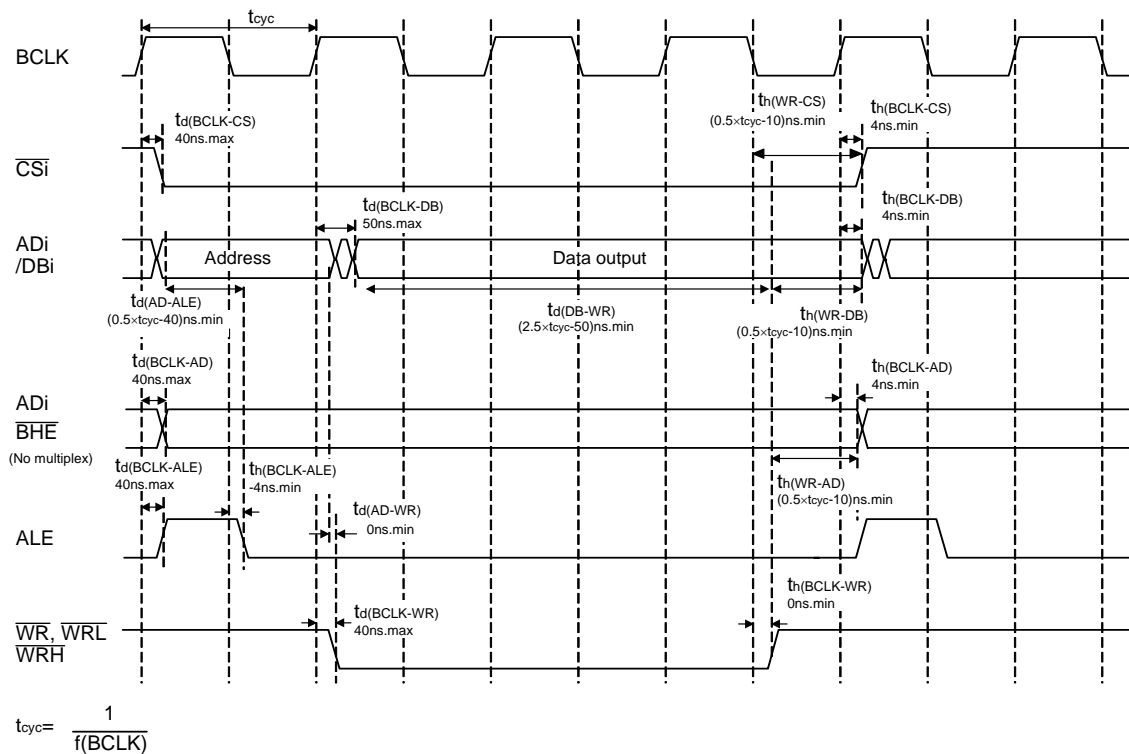 tcyc
BCLK
td(BCLK-CS)
40ns.max
th(WR-CS)
(0.5×tcyc-10)ns.min
th(BCLK-CS)
4ns.min
CSi
td(BCLK-DB)
50ns.max
th(BCLK-DB)
4ns.min
ADi
/DBi
Address
Data output
td(AD-ALE)
(0.5×tcyc-40)ns.min
td(DB-WR)
(2.5×tcyc-50)ns.min
th(WR-DB)
(0.5×tcyc-10)ns.min
td(BCLK-AD)
40ns.max
th(BCLK-AD)
4ns.min
ADi
BHE
(No multiplex)
td(BCLK-ALE)
40ns.max
th(BCLK-ALE)
-4ns.min
th(WR-AD)
(0.5×tcyc-10)ns.min
td(AD-WR)
0ns.min
ALE
td(BCLK-WR)
40ns.max
th(BCLK-WR)
0ns.min
WR, WRL
WRH
tcyc= 1
f(BCLK)